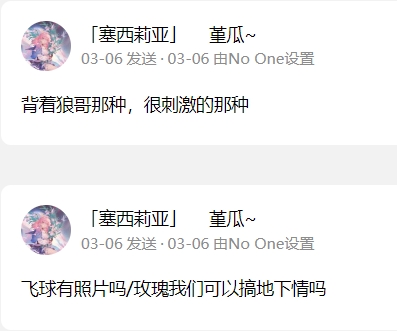 「塞西莉亚」 堇瓜~
03-06 发送 · 03-06 由No One设置
背着狼哥那种，很刺激的那种
「塞西莉亚」 堇瓜~
03-06 发送 · 03-06 由No One设置
飞球有照片吗/玫瑰我们可以搞地下情吗